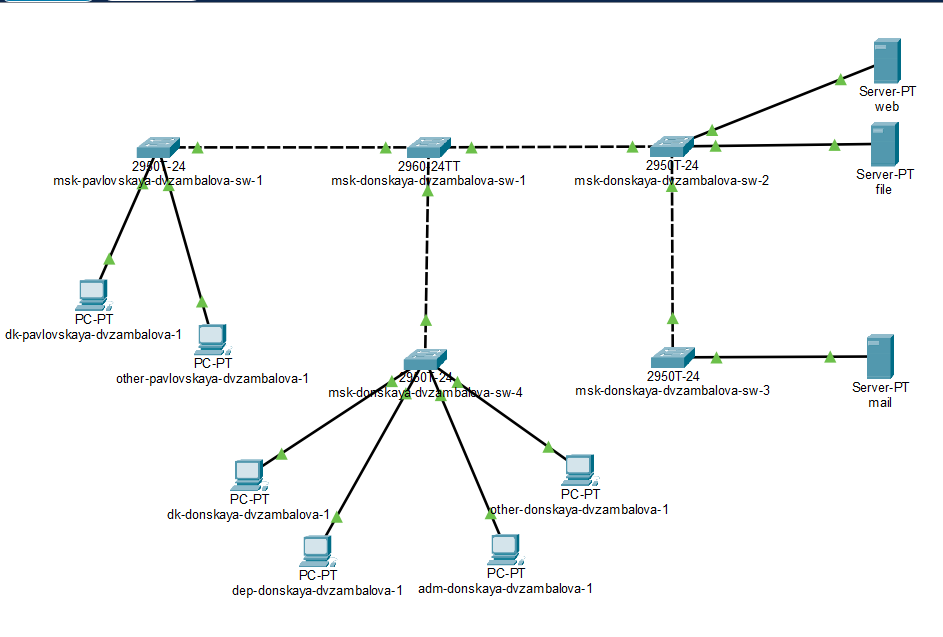 Server-PT
web
2950T-24
msk-pavlovskaya-dvzambalova-sw-1
2960-24TT
msk-donskaya-dvzambalova-sw-1
2950T-24
msk-donskaya-dvzambalova-sw-2
Server-PT
file
PC-PT
dk-pavlovskaya-dvzambalova-1
PC-PT
other-pavlovskaya-dvzambalova-1
2950T-24
msk-donskaya-dvzambalova-sw-4
2950T-24
msk-donskaya-dvzambalova-sw-3
Server-PT
mail
PC-PT
dk-donskaya-dvzambalova-1
PC-PT
other-donskaya-dvzambalova-1
PC-PT
dep-donskaya-dvzambalova-1
PC-PT
adm-donskaya-dvzambalova-1